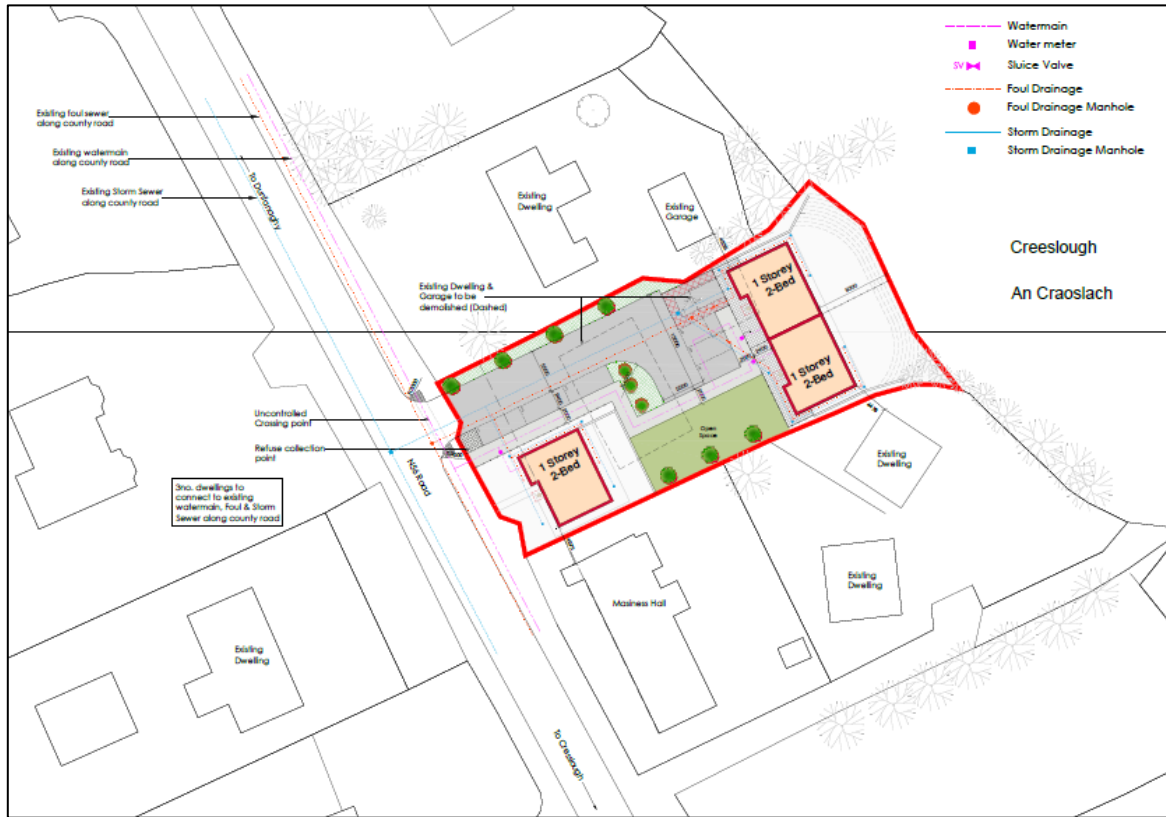 Watermain
Water meter
SV
Sluice Valve
Foul Drainage
Foul Drainage Manhole
Storm Drainage
Storm Drainage Manhole
Creeslough
An Craoslach
Existing foul sewer
along county road
Existing watermain
along county road
Existing Storm Sewer
along county road
To Dunfanaghy
Existing
Dwelling
Existing
Garage
Existing Dwelling &
Garage to be
demolished (Dashed)
1 Storey
2-Bed
1 Storey
2-Bed
Uncontrolled
Crossing point
Refuse collection
point
N56 Road
1 Storey
2-Bed
Open
Space
Existing
Dwelling
3no. dwellings to
connect to existing
watermain, Foul & Storm
Sewer along county road
Masiness Hall
Existing
Dwelling
Existing
Dwelling
To Creeslough